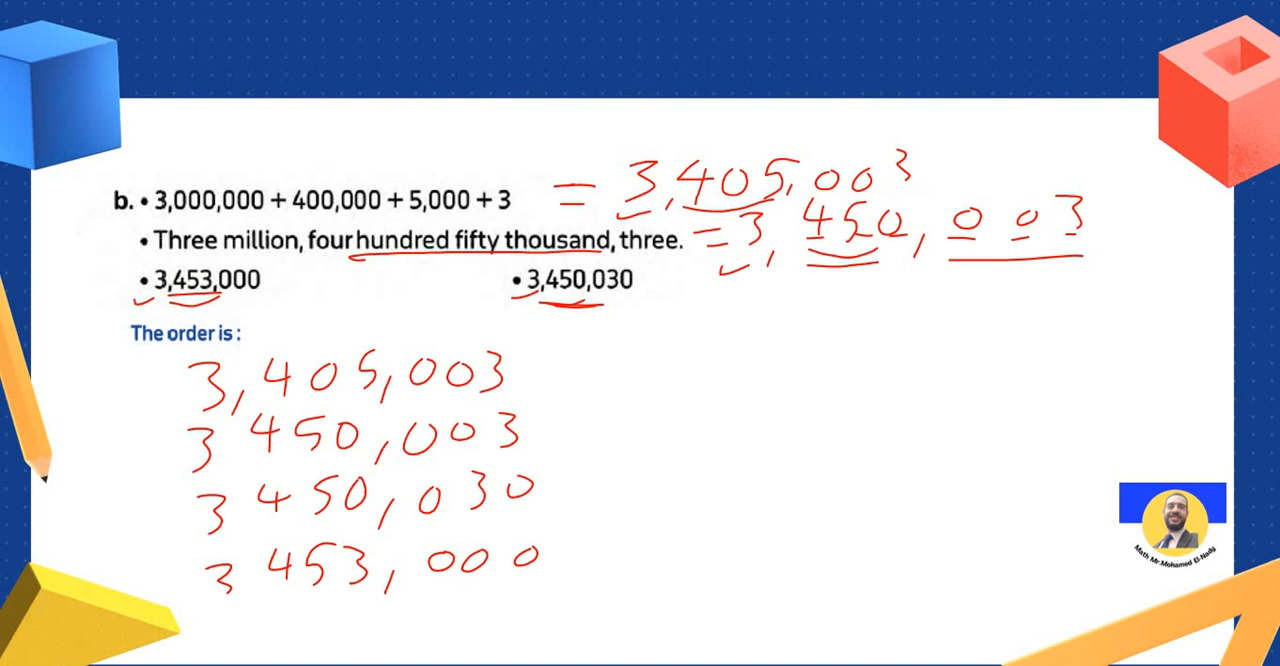 b. • 3,000,000 + 400,000 + 5,000 + 3 = 3,405,003
• Three million, four hundred fifty thousand, three. = 3,450,003
• 3,453,000 • 3,450,030
The order is :
3,405,003
3 450,003
3 450,030
3 453,000
Math Mr.Mohamed El-Nady